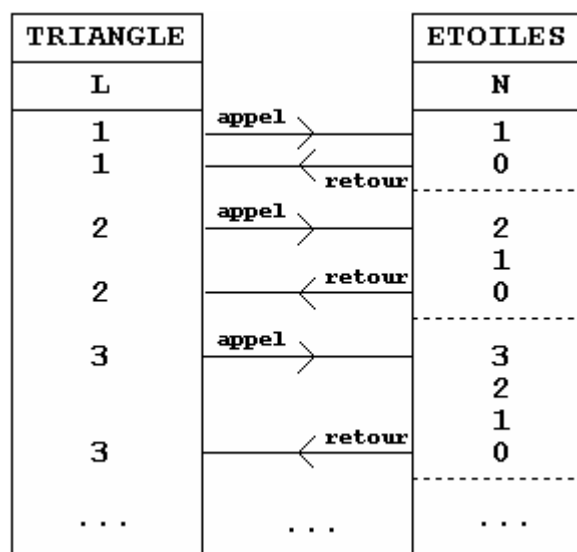 TRIANGLE ETOILES
L N
1 appel 1
1 retour 0
2 appel 2
1
2 retour 0
3 appel 3
2
1
3 retour 0
... ... ...